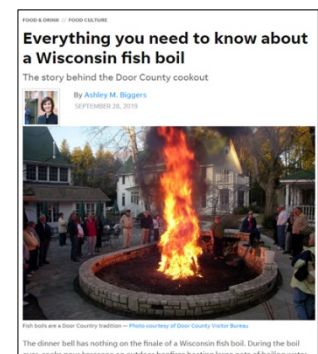 FOOD & DRINK // FOOD CULTURE
Everything you need to know about
a Wisconsin fish boil
The story behind the Door County cookout
By Ashley M. Biggers
SEPTEMBER 28, 2019
Fish boils are a Door Country tradition — Photo courtesy of Door County Visitor Bureau
The dinner bell has nothing on the finale of a Wisconsin fish boil. During the boil